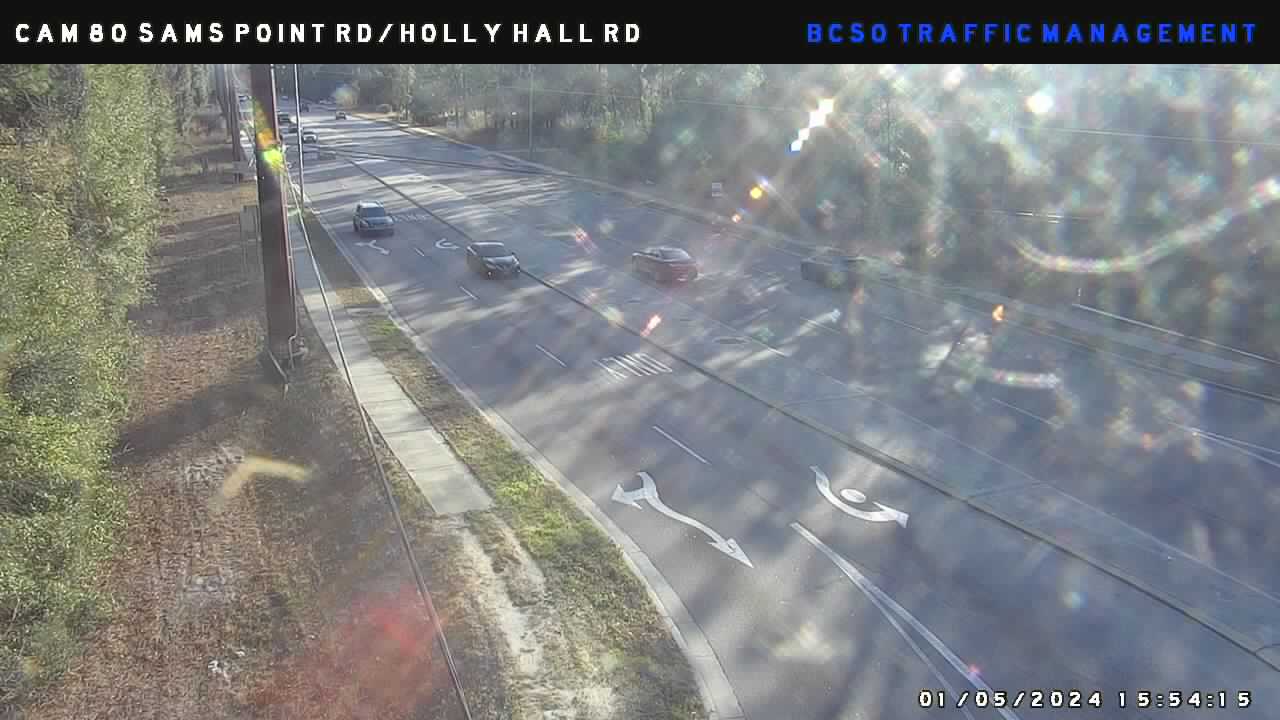 CAM 80 SAMS POINT RD/HOLLY HALL RD
BCSO TRAFFIC MANAGEMENT
01/05/2024 15:54:15